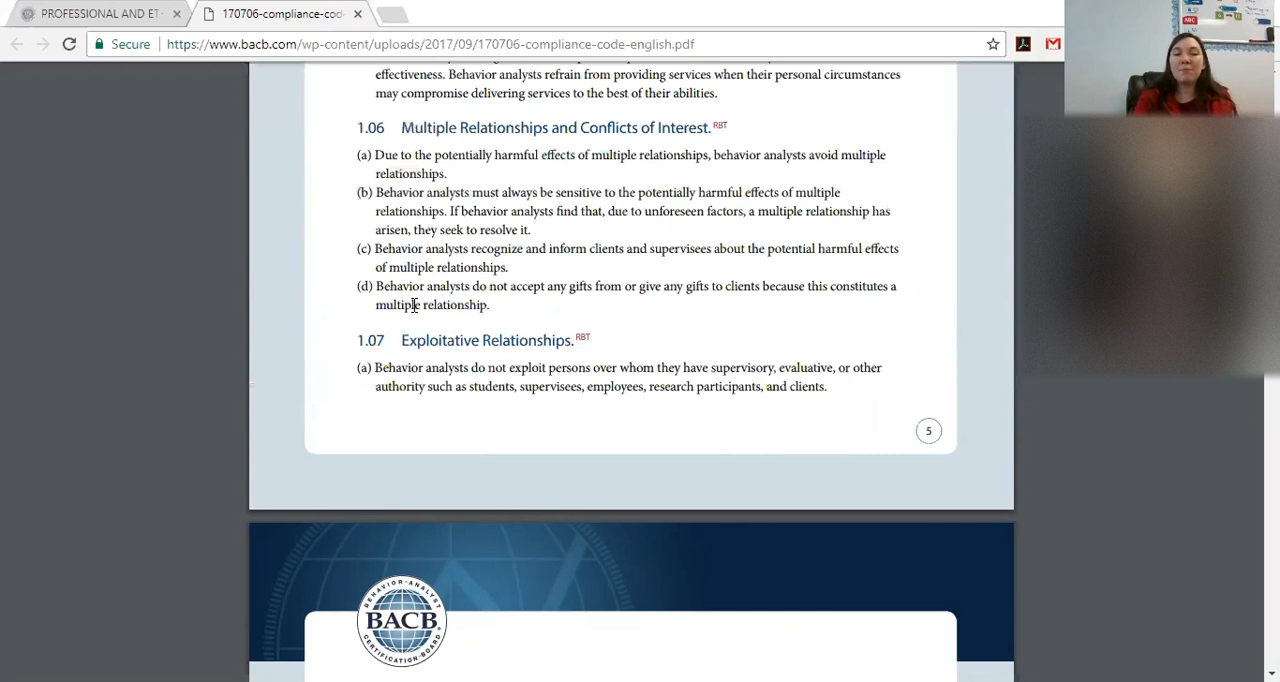 PROFESSIONAL AND ET
170706-compliance-cod
Secure
https://www.bacb.com/wp-content/uploads/2017/09/170706-compliance-code-english.pdf
ABC
effectiveness. Behavior analysts refrain from providing services when their personal circumstances
may compromise delivering services to the best of their abilities.
1.06 Multiple Relationships and Conflicts of Interest. RBT
(a) Due to the potentially harmful effects of multiple relationships, behavior analysts avoid multiple
relationships.
(b) Behavior analysts must always be sensitive to the potentially harmful effects of multiple
relationships. If behavior analysts find that, due to unforeseen factors, a multiple relationship has
arisen, they seek to resolve it.
(c) Behavior analysts recognize and inform clients and supervisees about the potential harmful effects
of multiple relationships.
(d) Behavior analysts do not accept any gifts from or give any gifts to clients because this constitutes a
multiple relationship.
1.07 Exploitative Relationships. RBT
(a) Behavior analysts do not exploit persons over whom they have supervisory, evaluative, or other
authority such as students, supervisees, employees, research participants, and clients.
5
BEHAVIOR • ANALYST
BACB
CERTIFICATION • BOARD